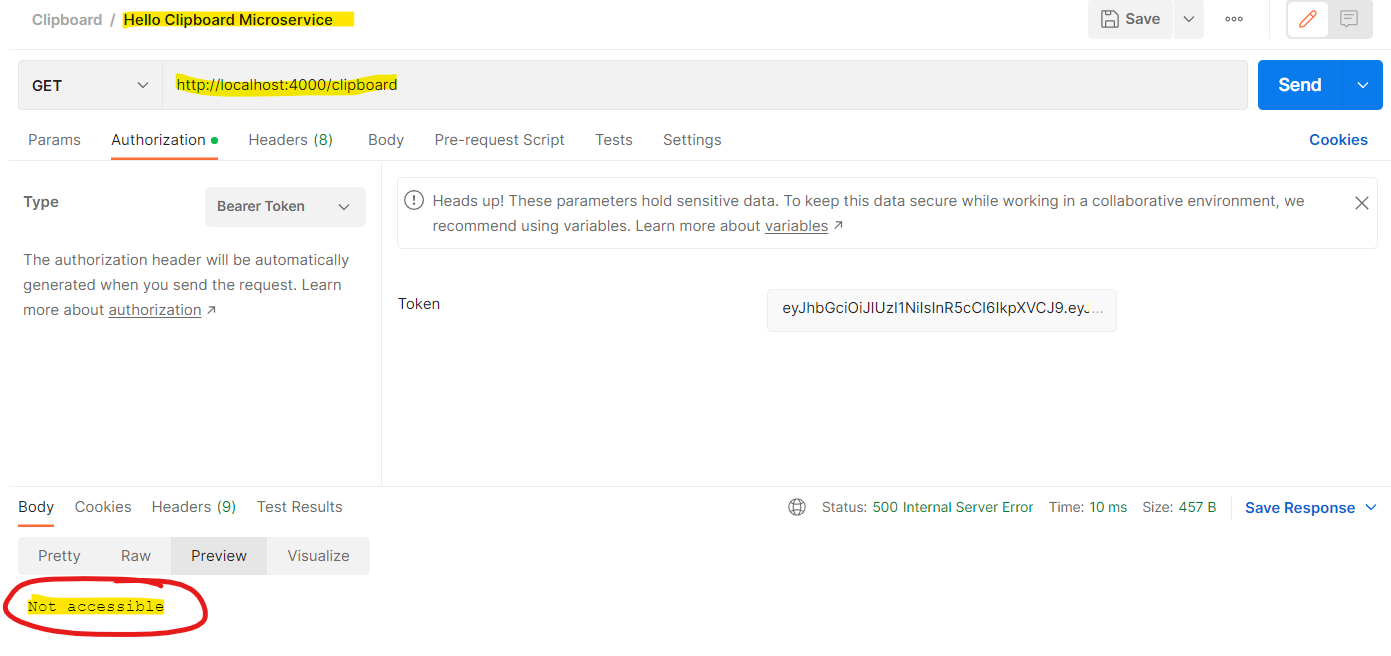 Clipboard / Hello Clipboard Microservice
Save
GET
http://localhost:4000/clipboard
Send
Params Authorization Headers (8) Body Pre-request Script Tests Settings Cookies
Type
Bearer Token
The authorization header will be automatically
generated when you send the request. Learn
more about authorization ↗
Heads up! These parameters hold sensitive data. To keep this data secure while working in a collaborative environment, we
recommend using variables. Learn more about variables ↗
Token
eyJhbGciOiJIUzI1NiIsInR5cCI6IkpXVCJ9.eyJ...
Body Cookies Headers (9) Test Results
Status: 500 Internal Server Error Time: 10 ms Size: 457 B Save Response
Pretty Raw Preview Visualize
Not accessible